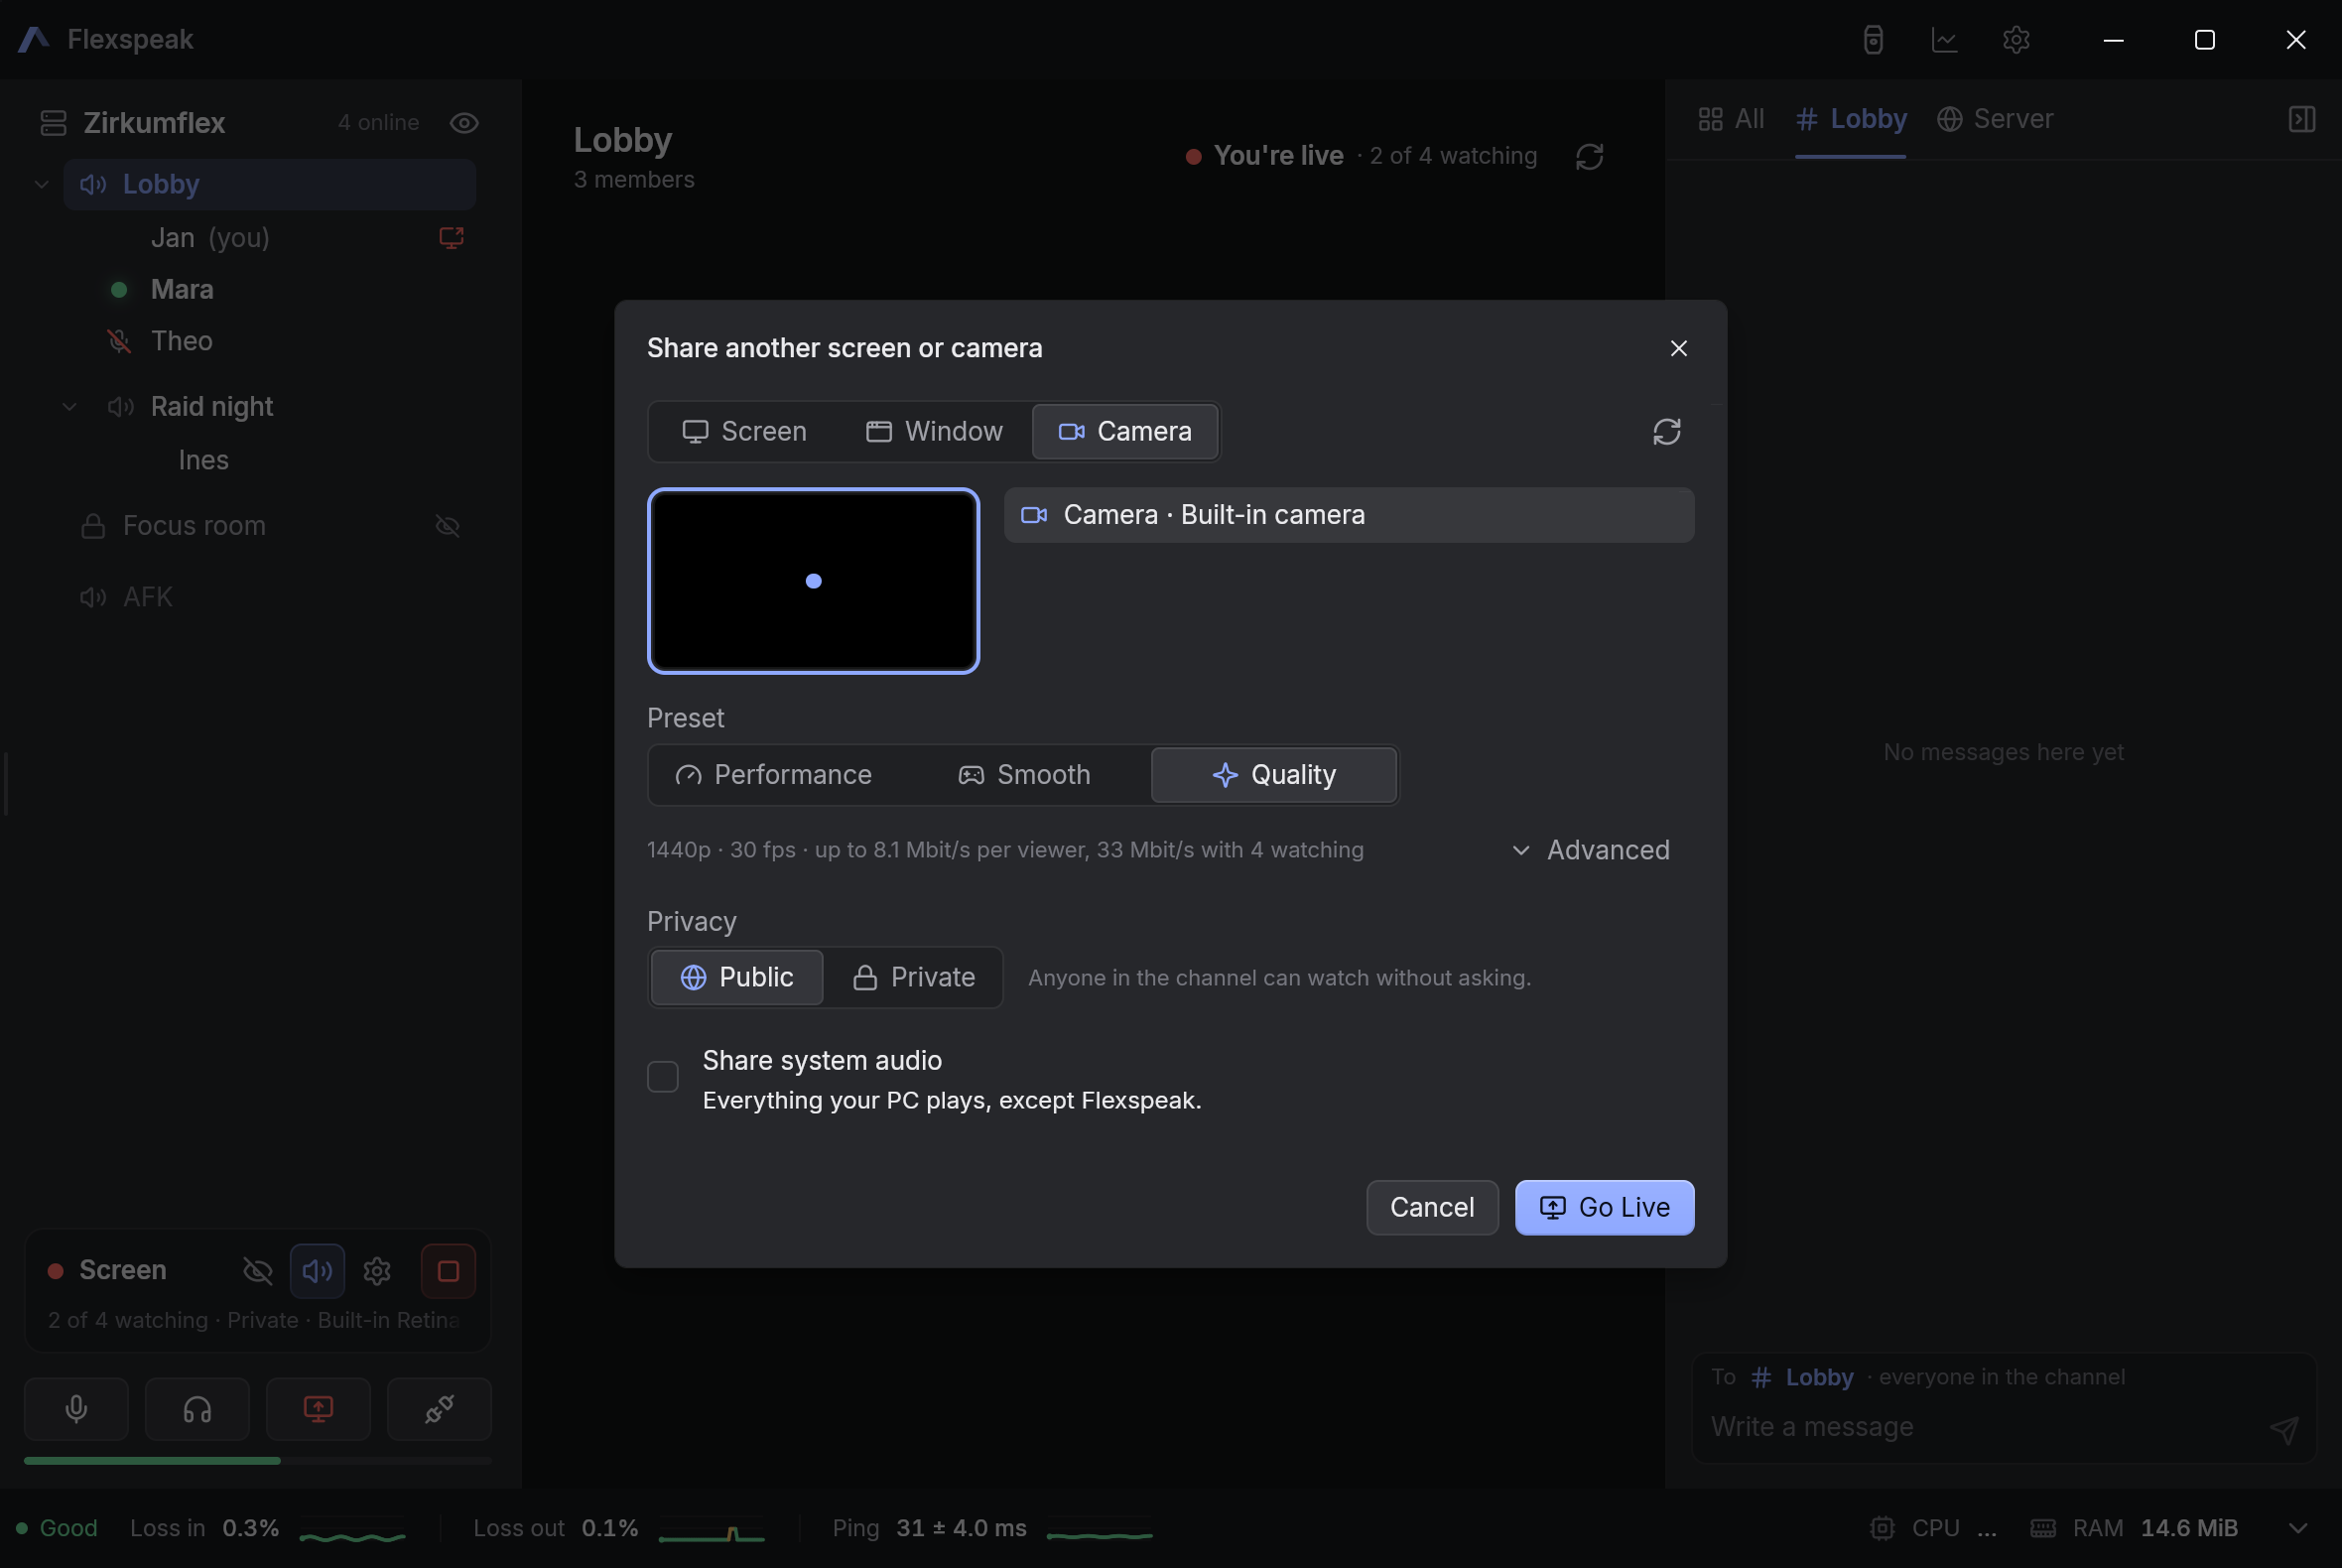 Flexspeak
Zirkumflex 4 online
Lobby
Jan (you)
Mara
Theo
Raid night
Ines
Focus room
AFK
Lobby
3 members
You're live · 2 of 4 watching
All Lobby Server
Share another screen or camera
Screen Window Camera
Camera · Built-in camera
Preset
Performance Smooth Quality
1440p · 30 fps · up to 8.1 Mbit/s per viewer, 33 Mbit/s with 4 watching Advanced
Privacy
Public Private Anyone in the channel can watch without asking.
Share system audio
Everything your PC plays, except Flexspeak.
Cancel Go Live
No messages here yet
Screen
2 of 4 watching · Private · Built-in Retina
To # Lobby · everyone in the channel
Write a message
Good Loss in 0.3% Loss out 0.1% Ping 31 ± 4.0 ms CPU ... RAM 14.6 MiB